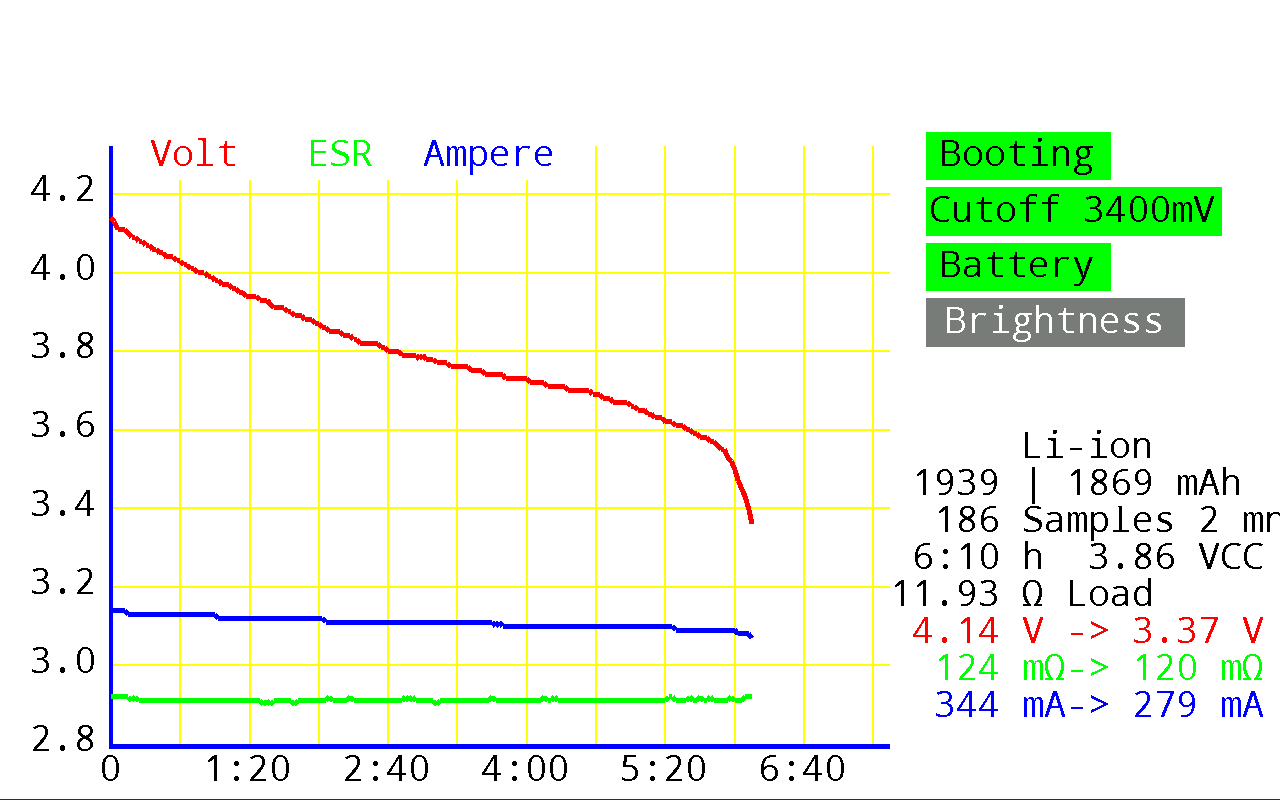 Volt ESR Ampere
4.2
4.0
3.8
3.6
3.4
3.2
3.0
2.8
0 1:20 2:40 4:00 5:20 6:40
Booting
Cutoff 3400mV
Battery
Brightness
Li-ion
1939 | 1869 mAh
186 Samples 2 mn
6:10 h 3.86 VCC
11.93 Ω Load
4.14 V -> 3.37 V
124 mΩ-> 120 mΩ
344 mA-> 279 mA